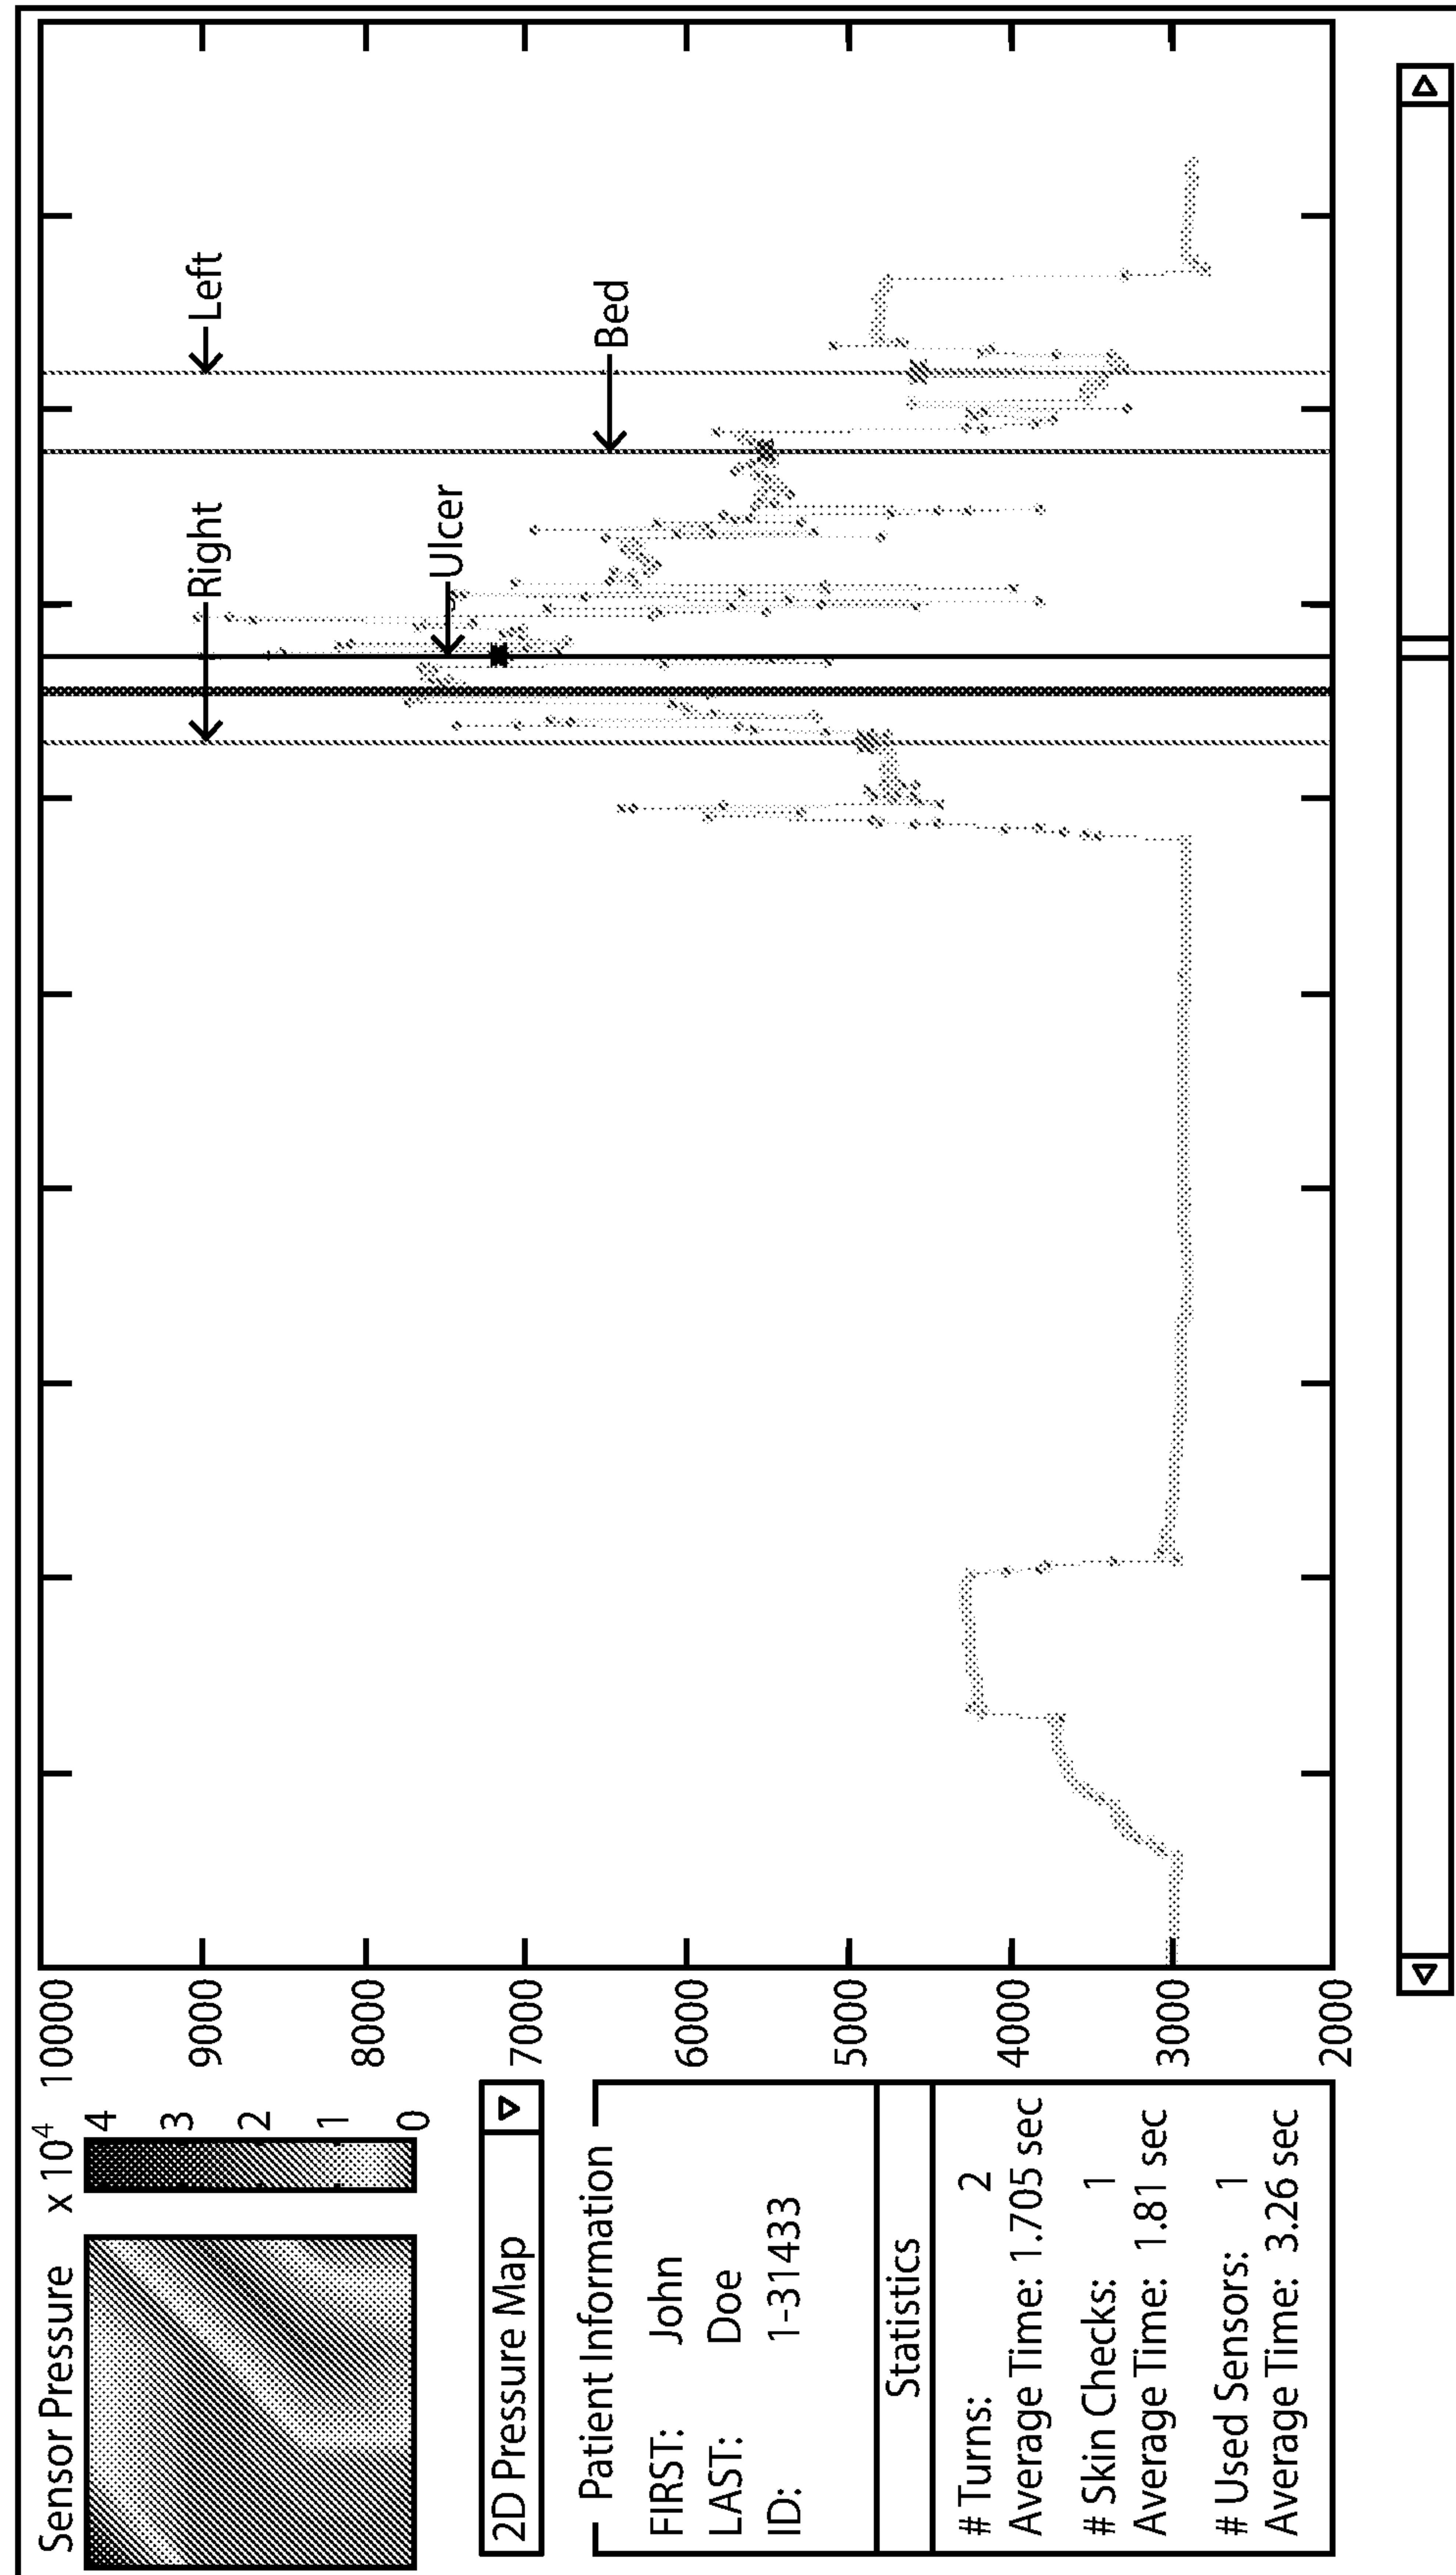 Sensor Pressure
x 10⁴
4
3
2
1
0
2D Pressure Map
Patient Information
FIRST: John
LAST: Doe
ID: 1-31433
Statistics
# Turns: 2
Average Time: 1.705 sec
# Skin Checks: 1
Average Time: 1.81 sec
# Used Sensors: 1
Average Time: 3.26 sec
10000
9000
8000
7000
6000
5000
4000
3000
2000
Right
Left
Ulcer
Bed